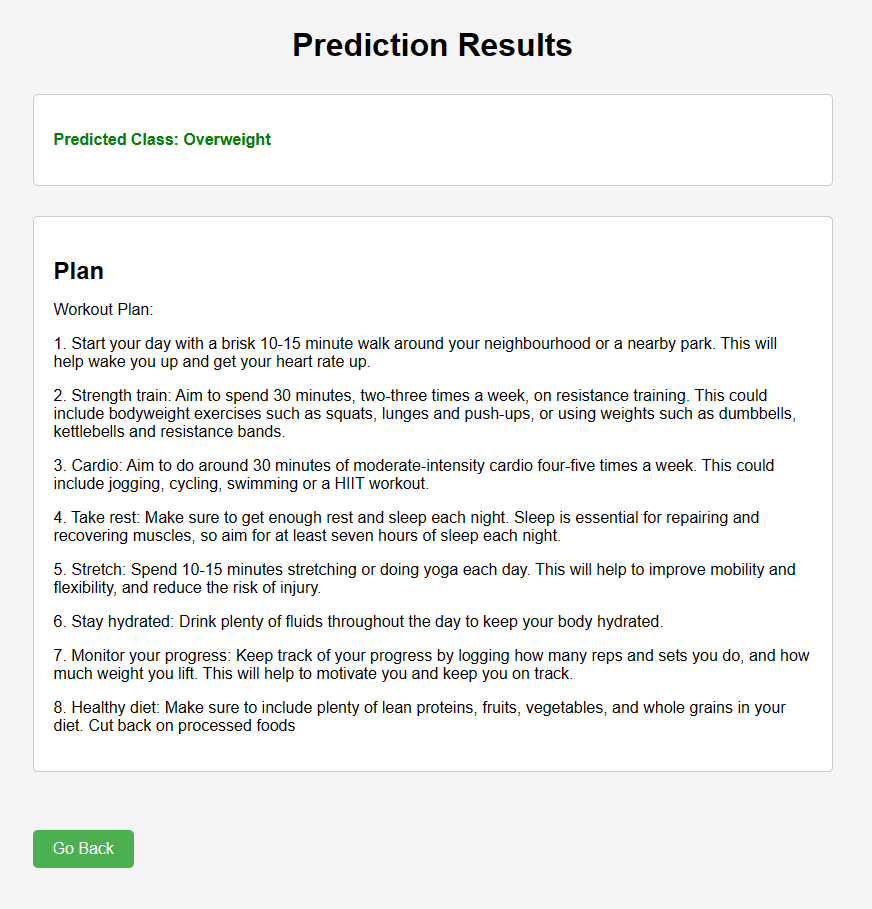 Prediction Results
Predicted Class: Overweight
Plan
Workout Plan:
1. Start your day with a brisk 10-15 minute walk around your neighbourhood or a nearby park. This will
help wake you up and get your heart rate up.
2. Strength train: Aim to spend 30 minutes, two-three times a week, on resistance training. This could
include bodyweight exercises such as squats, lunges and push-ups, or using weights such as dumbbells,
kettlebells and resistance bands.
3. Cardio: Aim to do around 30 minutes of moderate-intensity cardio four-five times a week. This could
include jogging, cycling, swimming or a HIIT workout.
4. Take rest: Make sure to get enough rest and sleep each night. Sleep is essential for repairing and
recovering muscles, so aim for at least seven hours of sleep each night.
5. Stretch: Spend 10-15 minutes stretching or doing yoga each day. This will help to improve mobility and
flexibility, and reduce the risk of injury.
6. Stay hydrated: Drink plenty of fluids throughout the day to keep your body hydrated.
7. Monitor your progress: Keep track of your progress by logging how many reps and sets you do, and how
much weight you lift. This will help to motivate you and keep you on track.
8. Healthy diet: Make sure to include plenty of lean proteins, fruits, vegetables, and whole grains in your
diet. Cut back on processed foods
Go Back